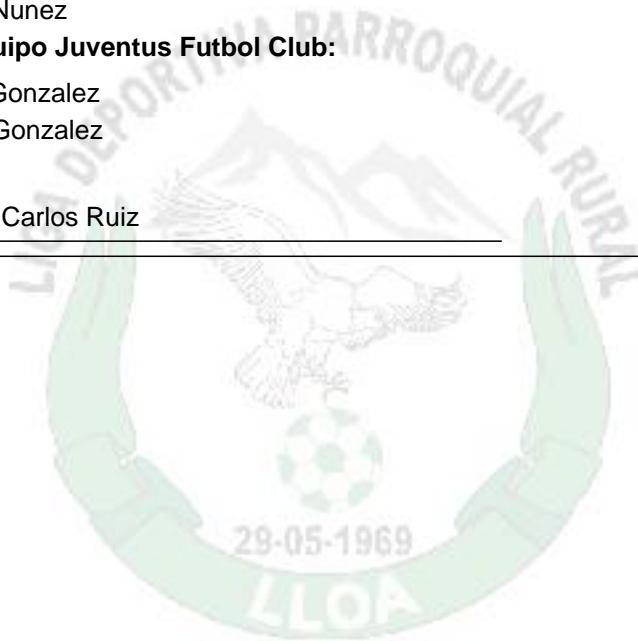 Nunez
uipo Juventus Futbol Club:
Gonzalez
Gonzalez
Carlos Ruiz
LIGA DEPORTIVA PARROQUIAL RURAL
29-05-1969
LLOA